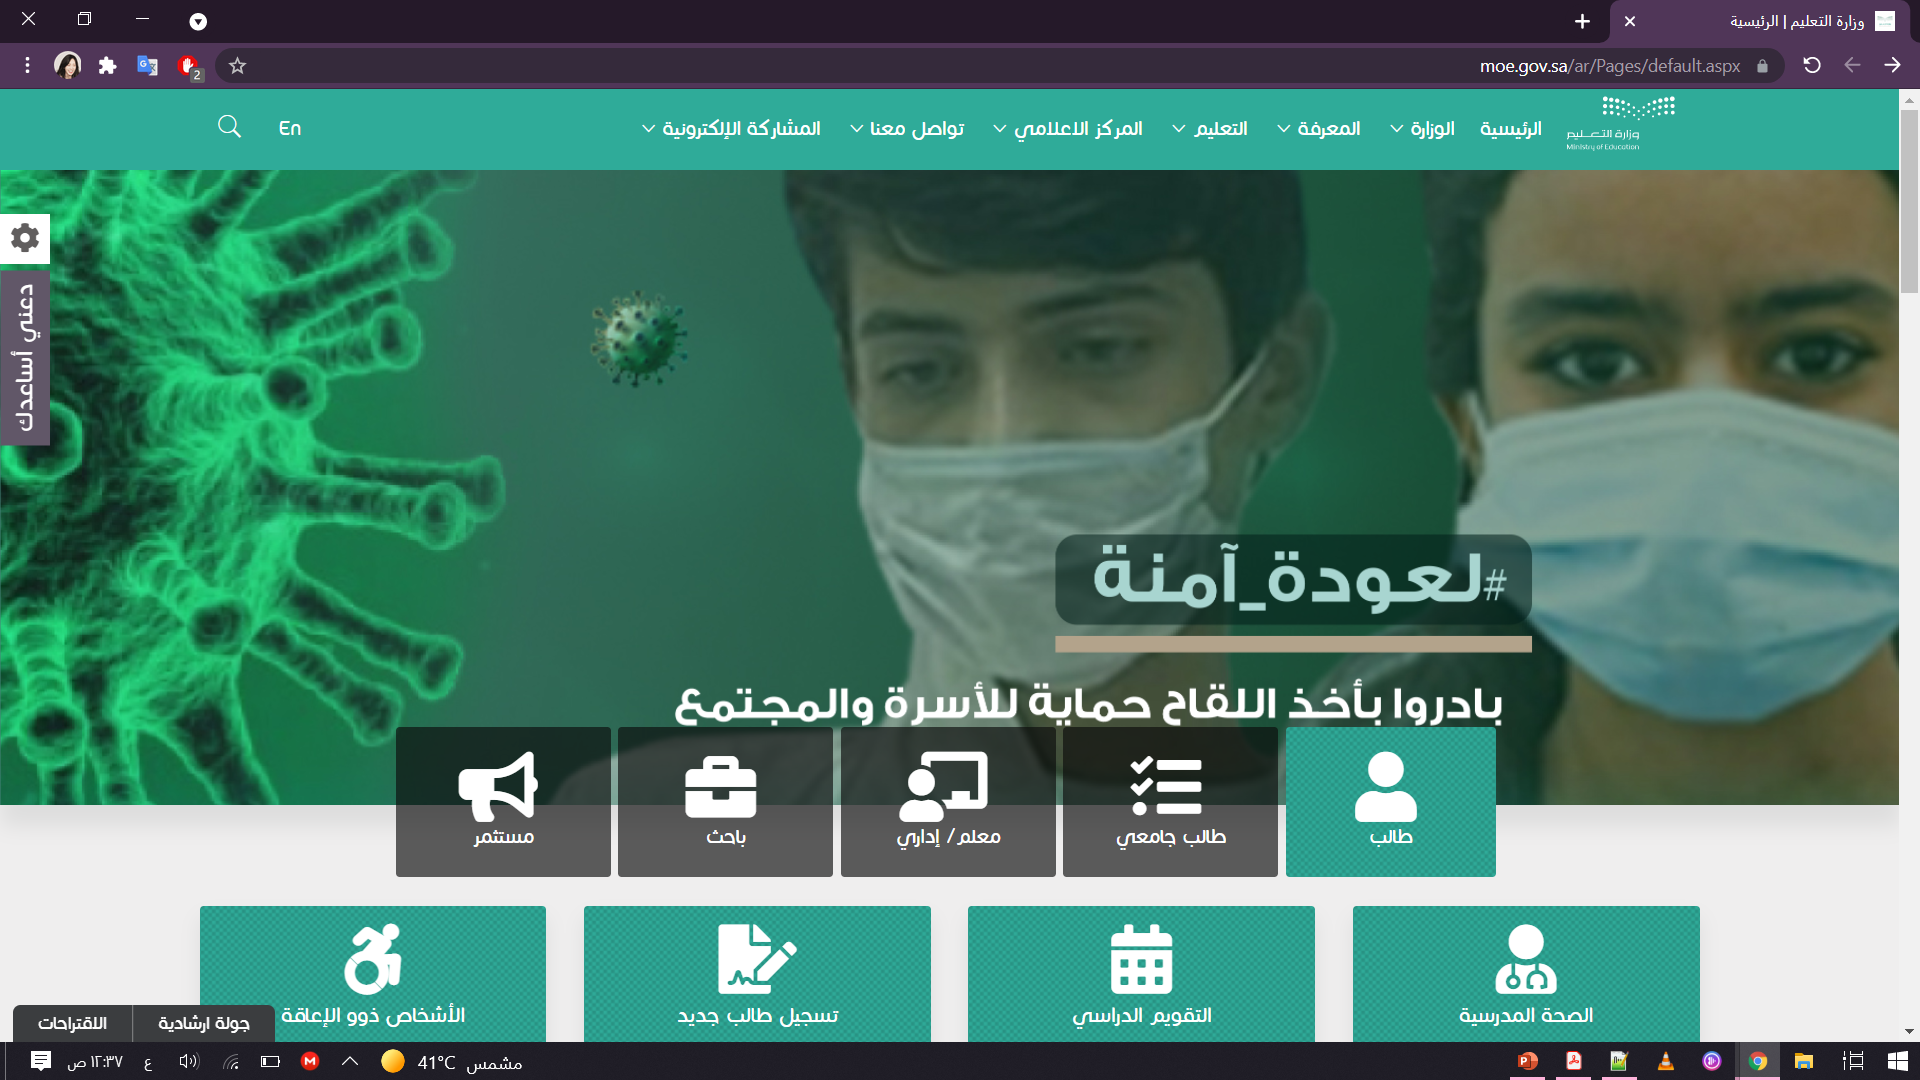 وزارة التعليم | الرئيسية
moe.gov.sa/ar/Pages/default.aspx
2
وزارة التعـــليم
Ministry of Education
الرئيسية
الوزارة
المعرفة
التعليم
المركز الاعلامي
تواصل معنا
المشاركة الإلكترونية
En
دعني أساعدك
#لعودة_آمنة
بادروا بأخذ اللقاح حماية للأسرة والمجتمع
طالب
طالب جامعي
معلم/ إداري
باحث
مستثمر
الصحة المدرسية
التقويم الدراسي
تسجيل طالب جديد
الأشخاص ذوو الإعاقة
جولة ارشادية
الاقتراحات
مشمس 41°C
ع
١٢:٣٧ ص